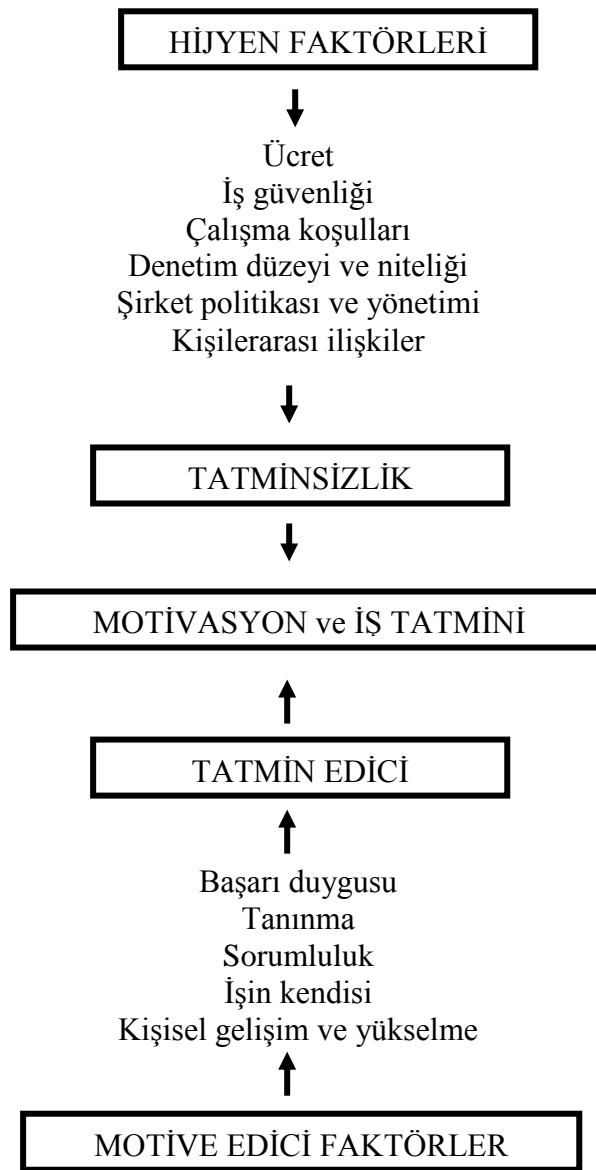 HİJYEN FAKTÖRLERİ
Ücret
İş güvenliği
Çalışma koşulları
Denetim düzeyi ve niteliği
Şirket politikası ve yönetimi
Kişilerarası ilişkiler
TATMİNSİZLİK
MOTİVASYON ve İŞ TATMİNİ
TATMİN EDİCİ
Başarı duygusu
Tanınma
Sorumluluk
İşin kendisi
Kişisel gelişim ve yükselme
MOTİVE EDİCİ FAKTÖRLER